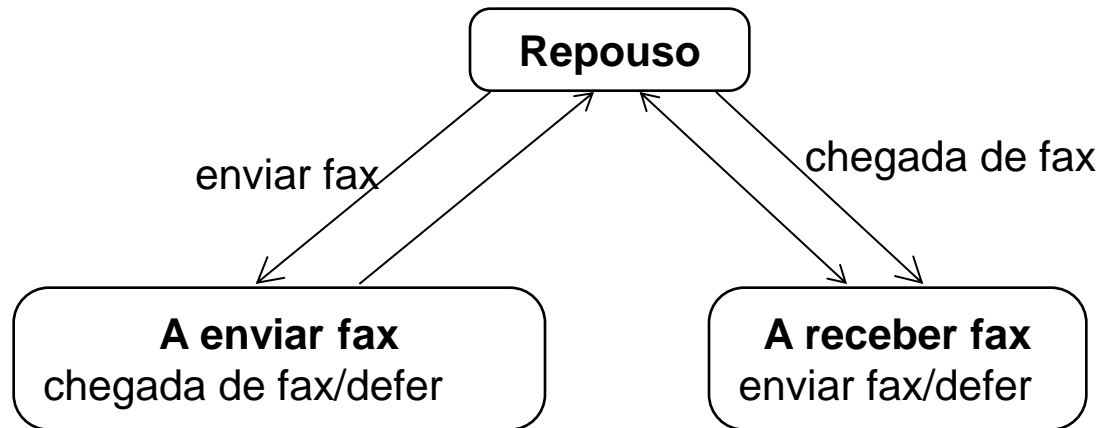 Repouso
enviar fax
chegada de fax
A enviar fax
chegada de fax/defer
A receber fax
enviar fax/defer